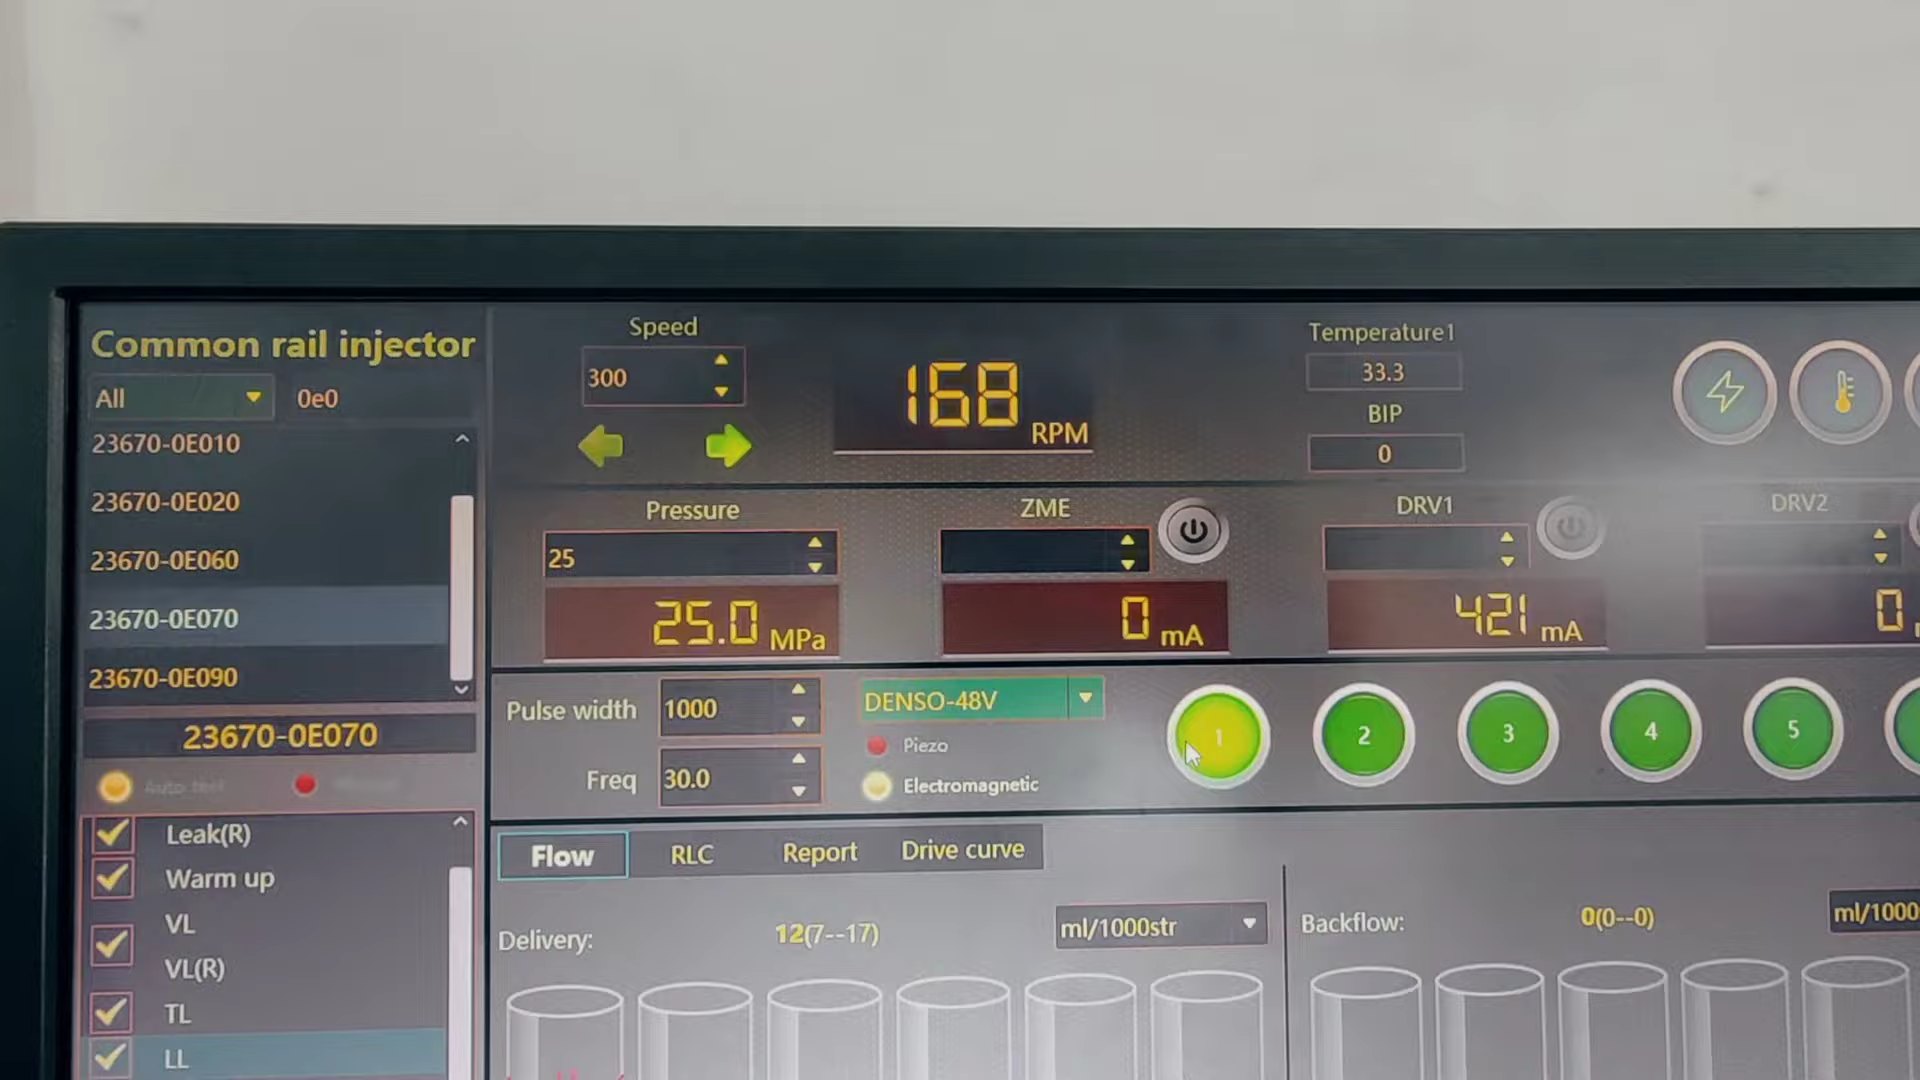 Common rail injector
All 0e0
23670-0E010
23670-0E020
23670-0E060
23670-0E070
23670-0E090
23670-0E070
Auto test
Leak(R)
Warm up
VL
VL(R)
TL
LL
Speed
300
168 RPM
Temperature1
33.3
BIP
0
Pressure
25
25.0 MPa
ZME
0 mA
DRV1
421 mA
DRV2
0
Pulse width 1000
Freq 30.0
DENSO-48V
Piezo
Electromagnetic
1 2 3 4 5
Flow RLC Report Drive curve
Delivery: 12(7--17) ml/1000str
Backflow: 0(0--0) ml/1000